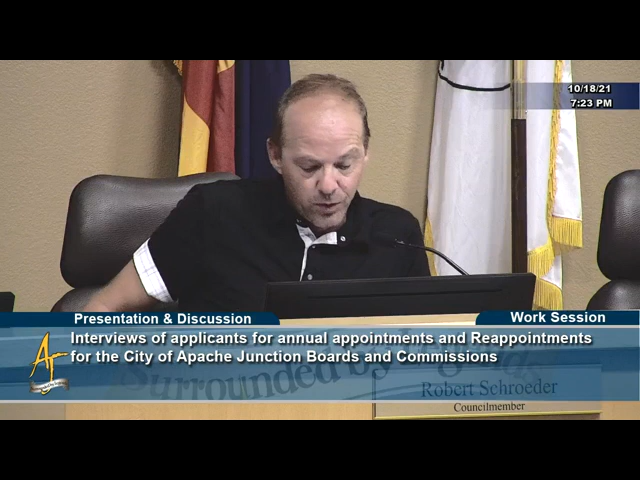 10/18/21
7:23 PM
Presentation & Discussion
Work Session
Interviews of applicants for annual appointments and Reappointments
for the City of Apache Junction Boards and Commissions
AJ
Surrounded by Legends
Robert Schroeder
Councilmember